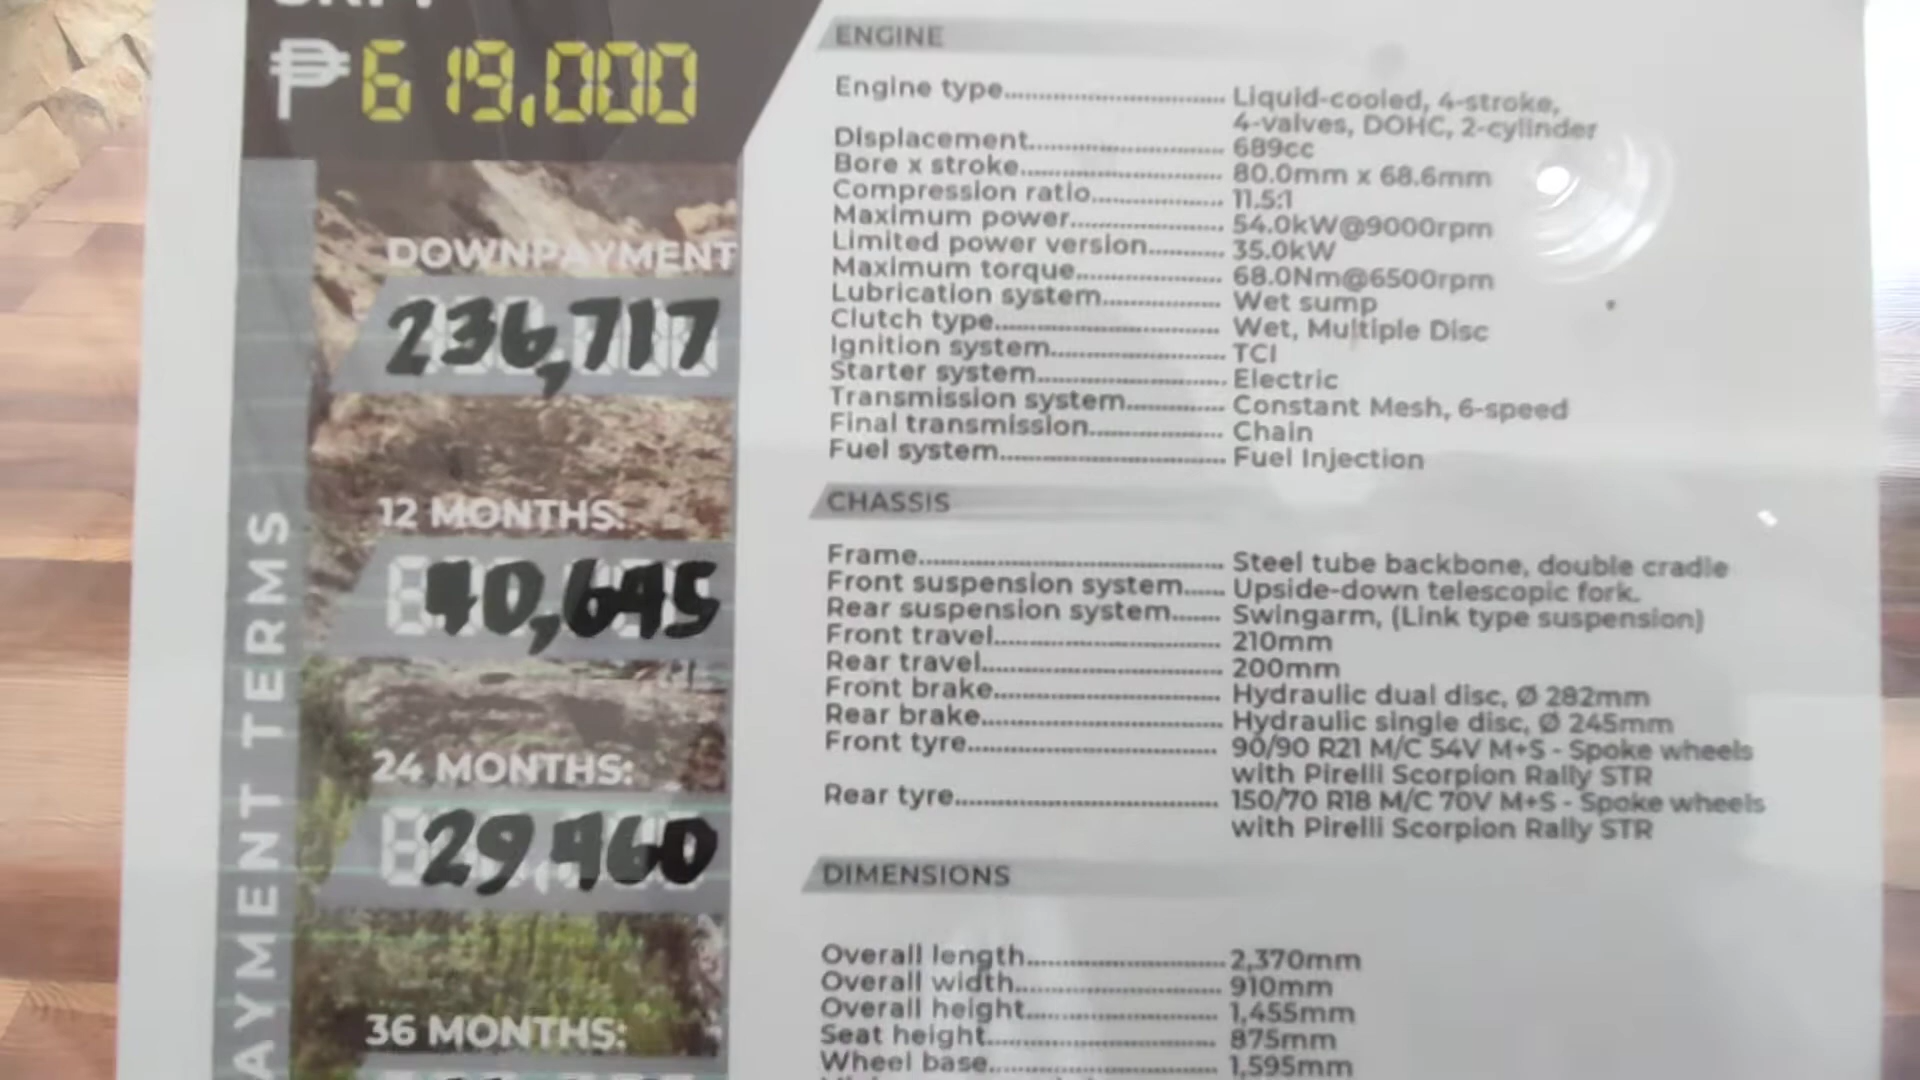 ₱619,000
DOWNPAYMENT
236,717
12 MONTHS:
40,645
24 MONTHS:
29,460
36 MONTHS:
PAYMENT TERMS
ENGINE
Engine type............ Liquid-cooled, 4-stroke,
4-valves, DOHC, 2-cylinder
Displacement............ 689cc
Bore x stroke............ 80.0mm x 68.6mm
Compression ratio............ 11.5:1
Maximum power............ 54.0kW@9000rpm
Limited power version............ 35.0kW
Maximum torque............ 68.0Nm@6500rpm
Lubrication system............ Wet sump
Clutch type............ Wet, Multiple Disc
Ignition system............ TCI
Starter system............ Electric
Transmission system............ Constant Mesh, 6-speed
Final transmission............ Chain
Fuel system............ Fuel Injection
CHASSIS
Frame............ Steel tube backbone, double cradle
Front suspension system...... Upside-down telescopic fork.
Rear suspension system....... Swingarm, (Link type suspension)
Front travel............ 210mm
Rear travel............ 200mm
Front brake............ Hydraulic dual disc, Ø 282mm
Rear brake............ Hydraulic single disc, Ø 245mm
Front tyre............ 90/90 R21 M/C 54V M+S - Spoke wheels
with Pirelli Scorpion Rally STR
Rear tyre............ 150/70 R18 M/C 70V M+S - Spoke wheels
with Pirelli Scorpion Rally STR
DIMENSIONS
Overall length............ 2,370mm
Overall width............ 910mm
Overall height............ 1,455mm
Seat height............ 875mm
Wheel base............ 1,595mm